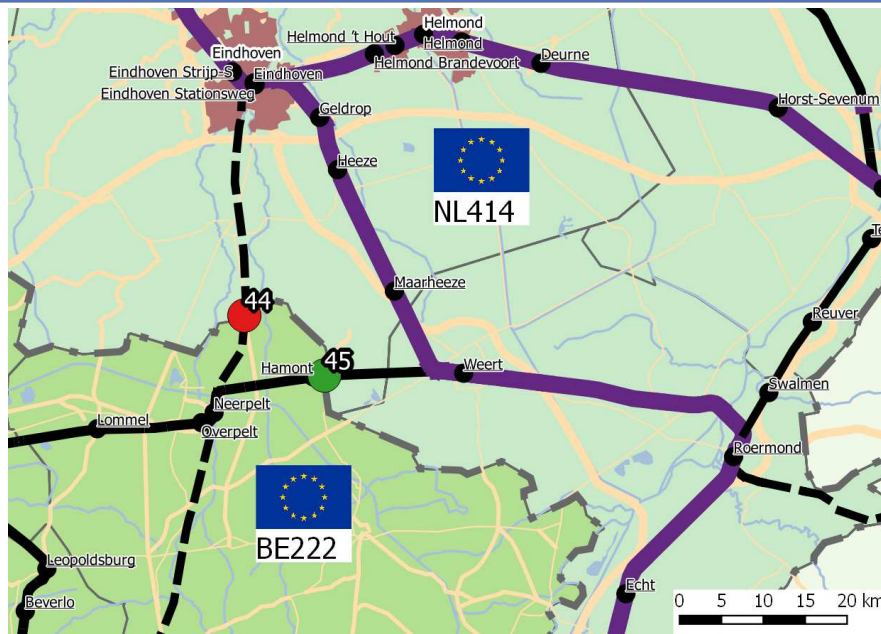 Helmond
Helmond 't Hout
Helmond
Eindhoven
Deurne
Helmond Brandevoort
Eindhoven Strijp-S
Eindhoven
Eindhoven Stationsweg
Horst-Sevenum
Geldrop
Heeze
NL414
Te
Maarheeze
44
Reuver
45
Hamont
Weert
Swalmen
Neerpelt
Lommel
Overpelt
Roermond
BE222
Leopoldsburg
Echt
Beverlo
0 5 10 15 20 km